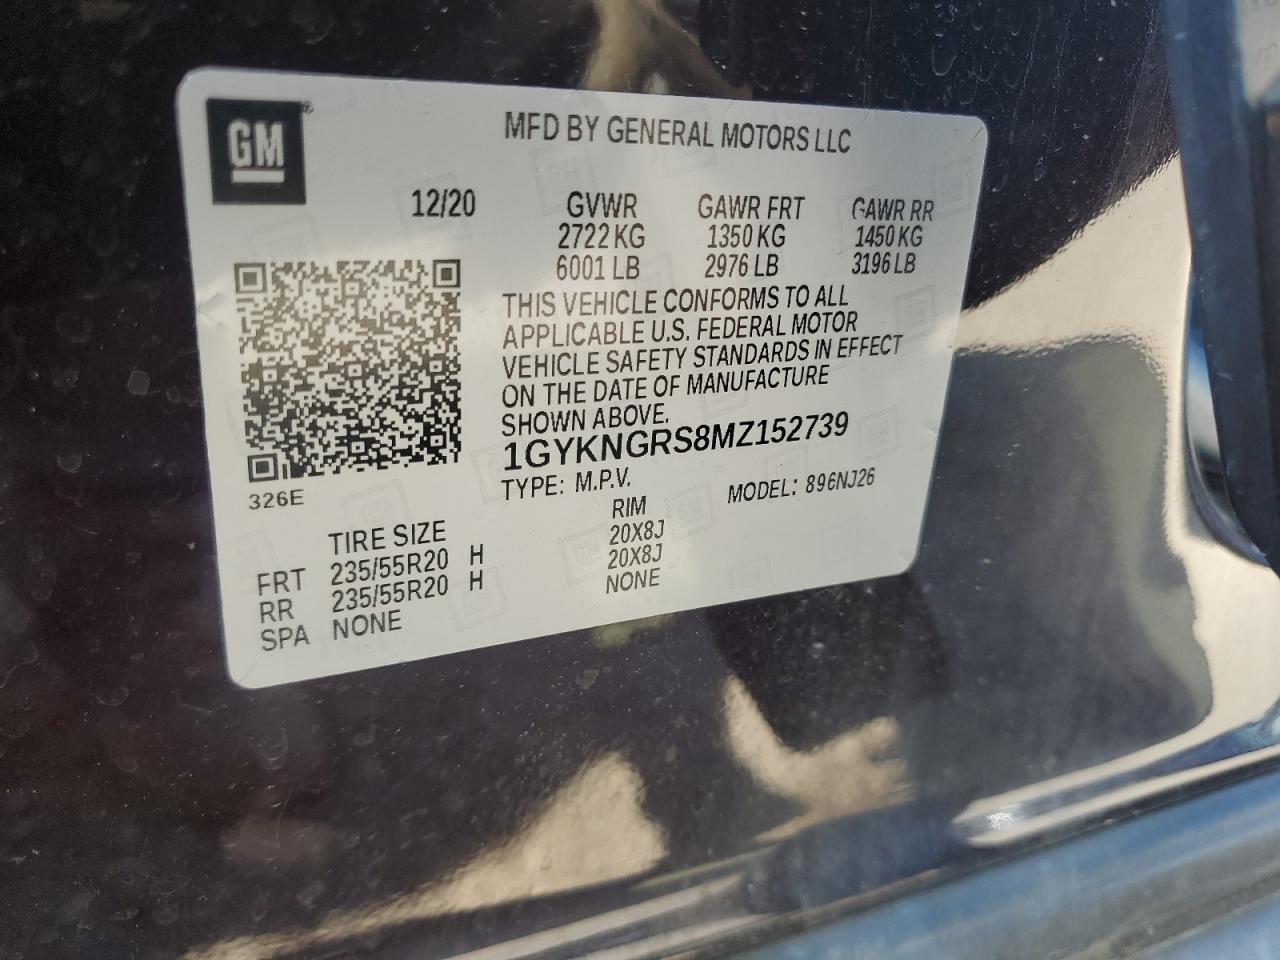 GM
MFD BY GENERAL MOTORS LLC
12/20 GVWR GAWR FRT GAWR RR
2722 KG 1350 KG 1450 KG
6001 LB 2976 LB 3196 LB
THIS VEHICLE CONFORMS TO ALL
APPLICABLE U.S. FEDERAL MOTOR
VEHICLE SAFETY STANDARDS IN EFFECT
ON THE DATE OF MANUFACTURE
SHOWN ABOVE.
1GYKNGRS8MZ152739
TYPE: M.P.V. MODEL: 896NJ26
326E
TIRE SIZE RIM
FRT 235/55R20 H 20X8J
RR 235/55R20 H 20X8J
SPA NONE NONE